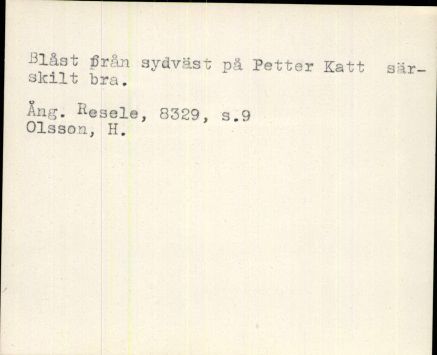 Blåst från sydväst på Petter Katt sär-
skilt bra.
Ång. Resele, 8329, s.9
Olsson, H.